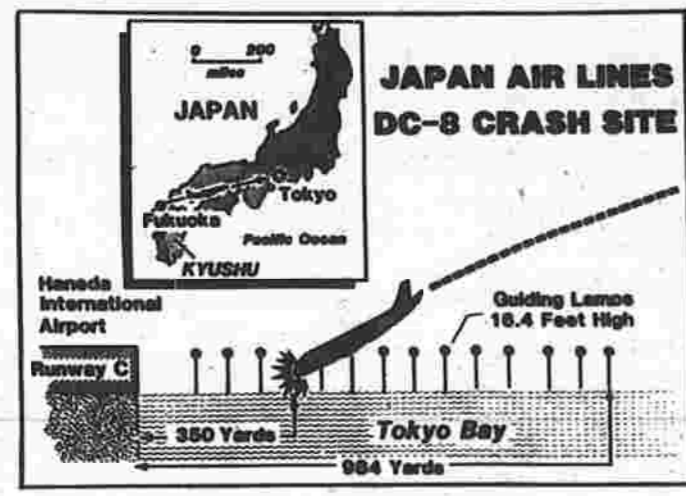 JAPAN AIR LINES
DC-8 CRASH SITE
0 200
miles
JAPAN
Tokyo
Fukuoka
Pacific Ocean
KYUSHU
Haneda
International
Airport
Guiding Lamps
16.4 Feet High
Runway C
350 Yards
Tokyo Bay
984 Yards